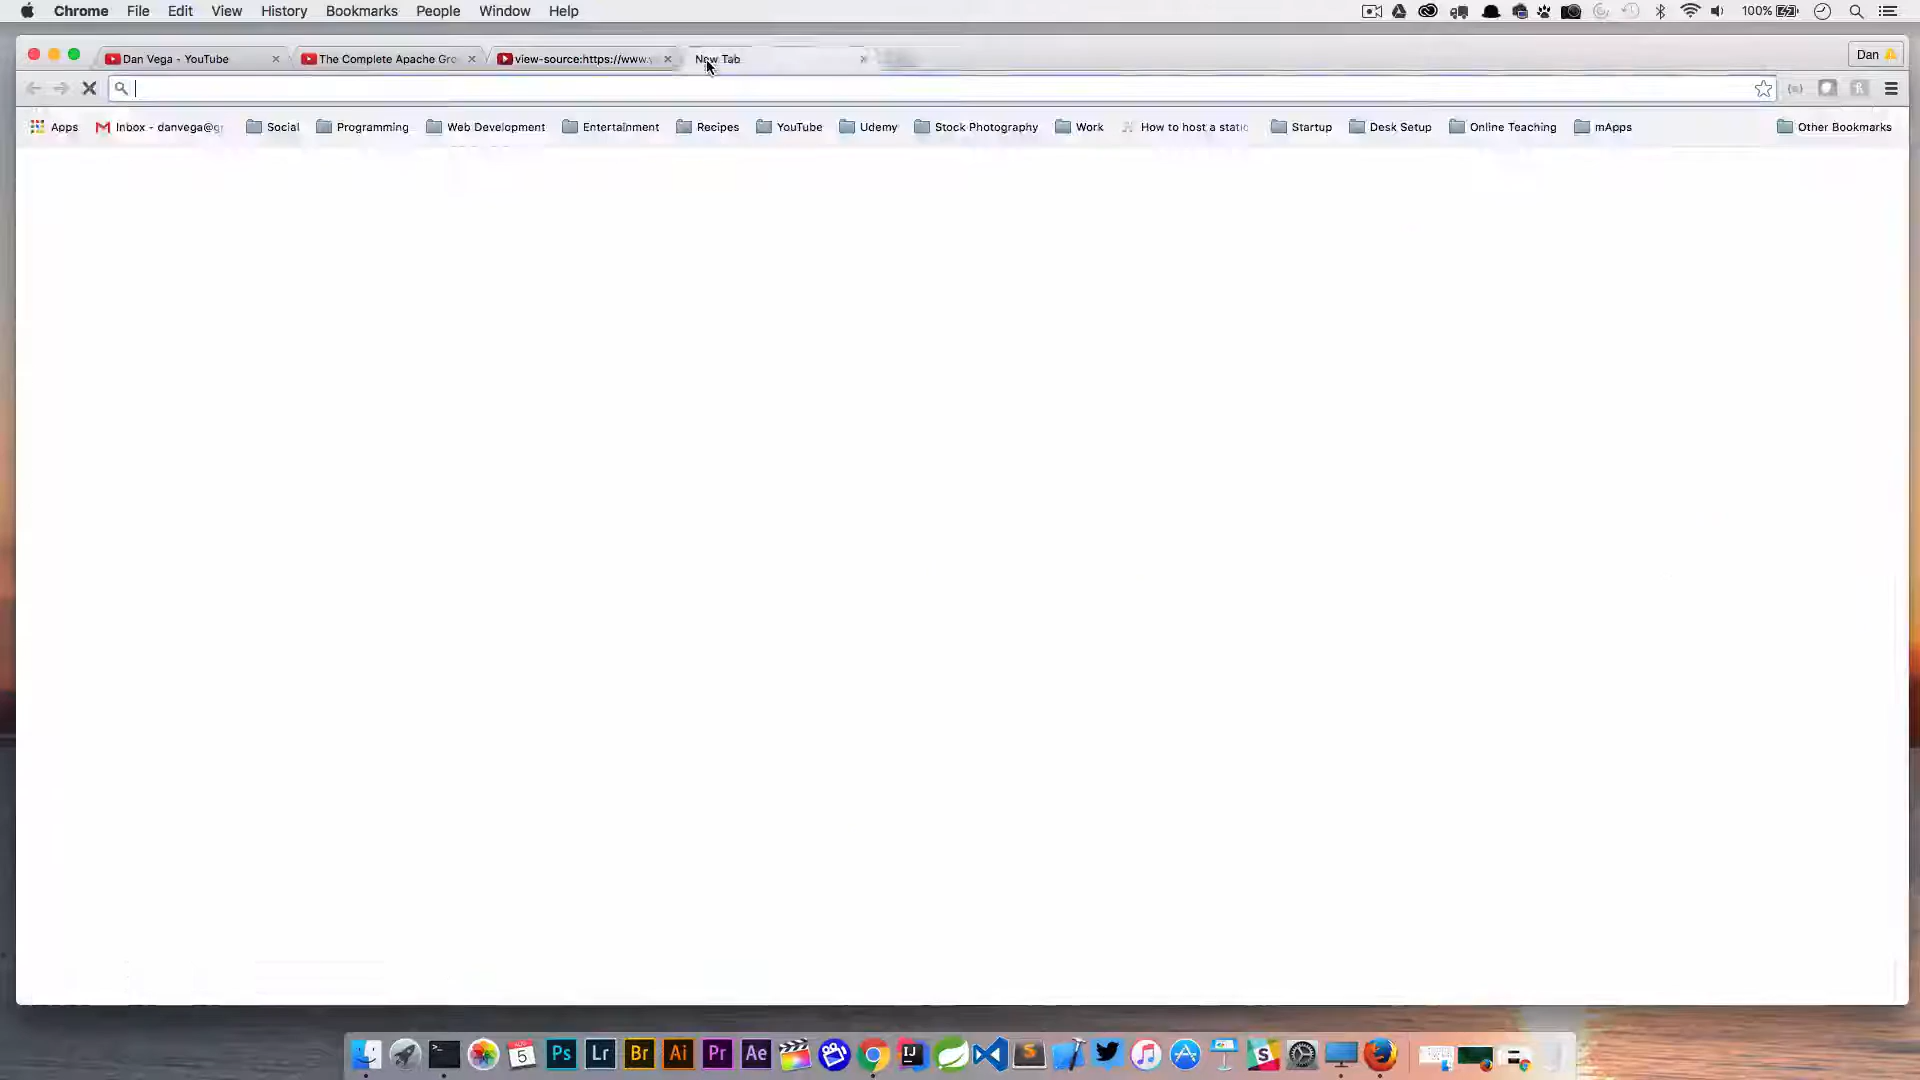 Chrome File Edit View History Bookmarks People Window Help 100%
Dan Vega - YouTube The Complete Apache Gro view-source:https://www. New Tab Dan
Apps Inbox - danvega@g Social Programming Web Development Entertainment Recipes YouTube Udemy Stock Photography Work How to host a static Startup Desk Setup Online Teaching mApps Other Bookmarks
5 Ps Lr Br Ai Pr Ae IJ S